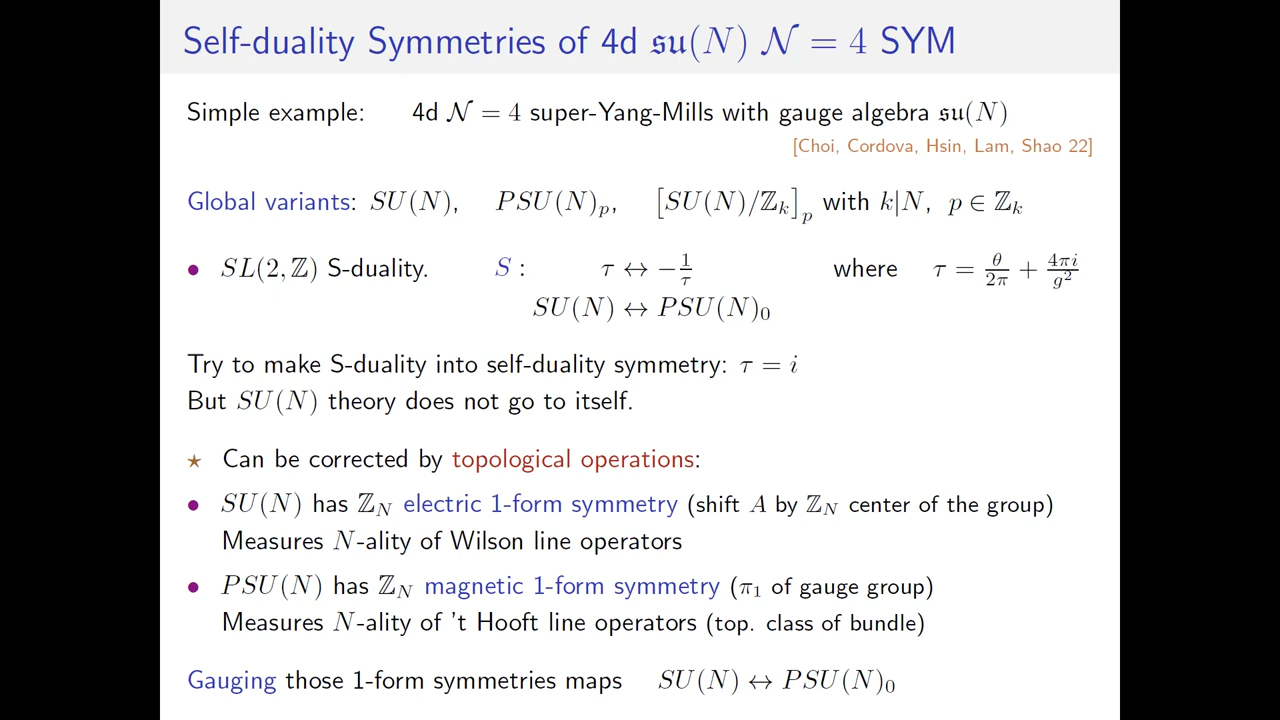 Self-duality Symmetries of 4d 𝔰𝔲(N) 𝒩 = 4 SYM
Simple example: 4d 𝒩 = 4 super-Yang-Mills with gauge algebra 𝔰𝔲(N)
[Choi, Cordova, Hsin, Lam, Shao 22]
Global variants: SU(N), PSU(N)_p, [SU(N)/ℤ_k]_p with k|N, p ∈ ℤ_k
• SL(2, ℤ) S-duality. S : τ ↔ −1/τ where τ = θ/2π + 4πi/g²
SU(N) ↔ PSU(N)_0
Try to make S-duality into self-duality symmetry: τ = i
But SU(N) theory does not go to itself.
⋆ Can be corrected by topological operations:
• SU(N) has ℤ_N electric 1-form symmetry (shift A by ℤ_N center of the group)
Measures N-ality of Wilson line operators
• PSU(N) has ℤ_N magnetic 1-form symmetry (π_1 of gauge group)
Measures N-ality of 't Hooft line operators (top. class of bundle)
Gauging those 1-form symmetries maps SU(N) ↔ PSU(N)_0